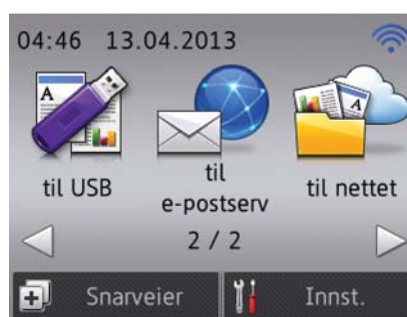 04:46 13.04.2013
A
A
til USB
til
e-postserv
til nettet
2 / 2
Snarveier
Innst.